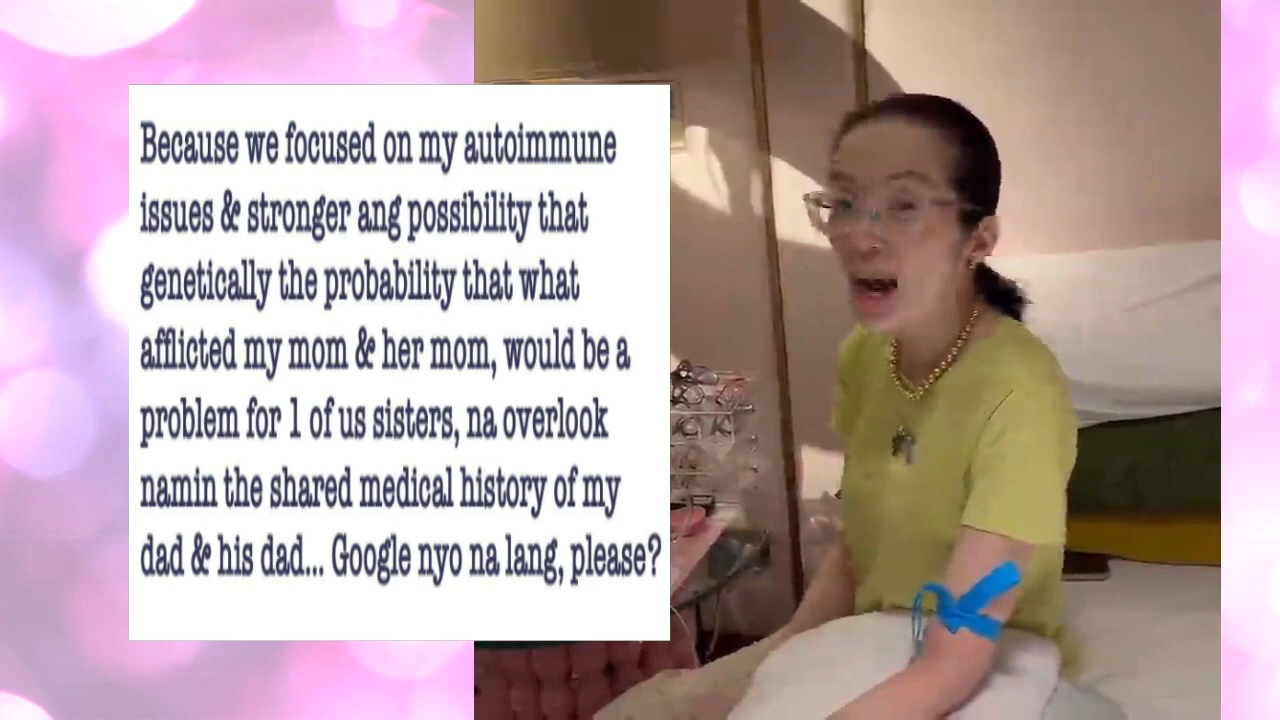 Because we focused on my autoimmune
issues & stronger ang possibility that
genetically the probability that what
afflicted my mom & her mom, would be a
problem for 1 of us sisters, na overlook
namin the shared medical history of my
dad & his dad... Google nyo na lang, please?